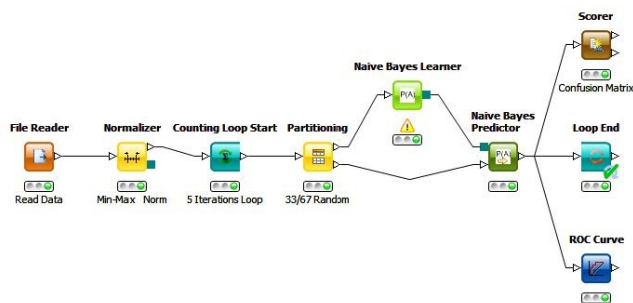 Scorer
Confusion Matrix
Naive Bayes Learner
P(A)
File Reader
Read Data
Normalizer
Min-Max Norm
Counting Loop Start
5 Iterations Loop
Partitioning
33/67 Random
Naive Bayes
Predictor
P(A)
Loop End
ROC Curve